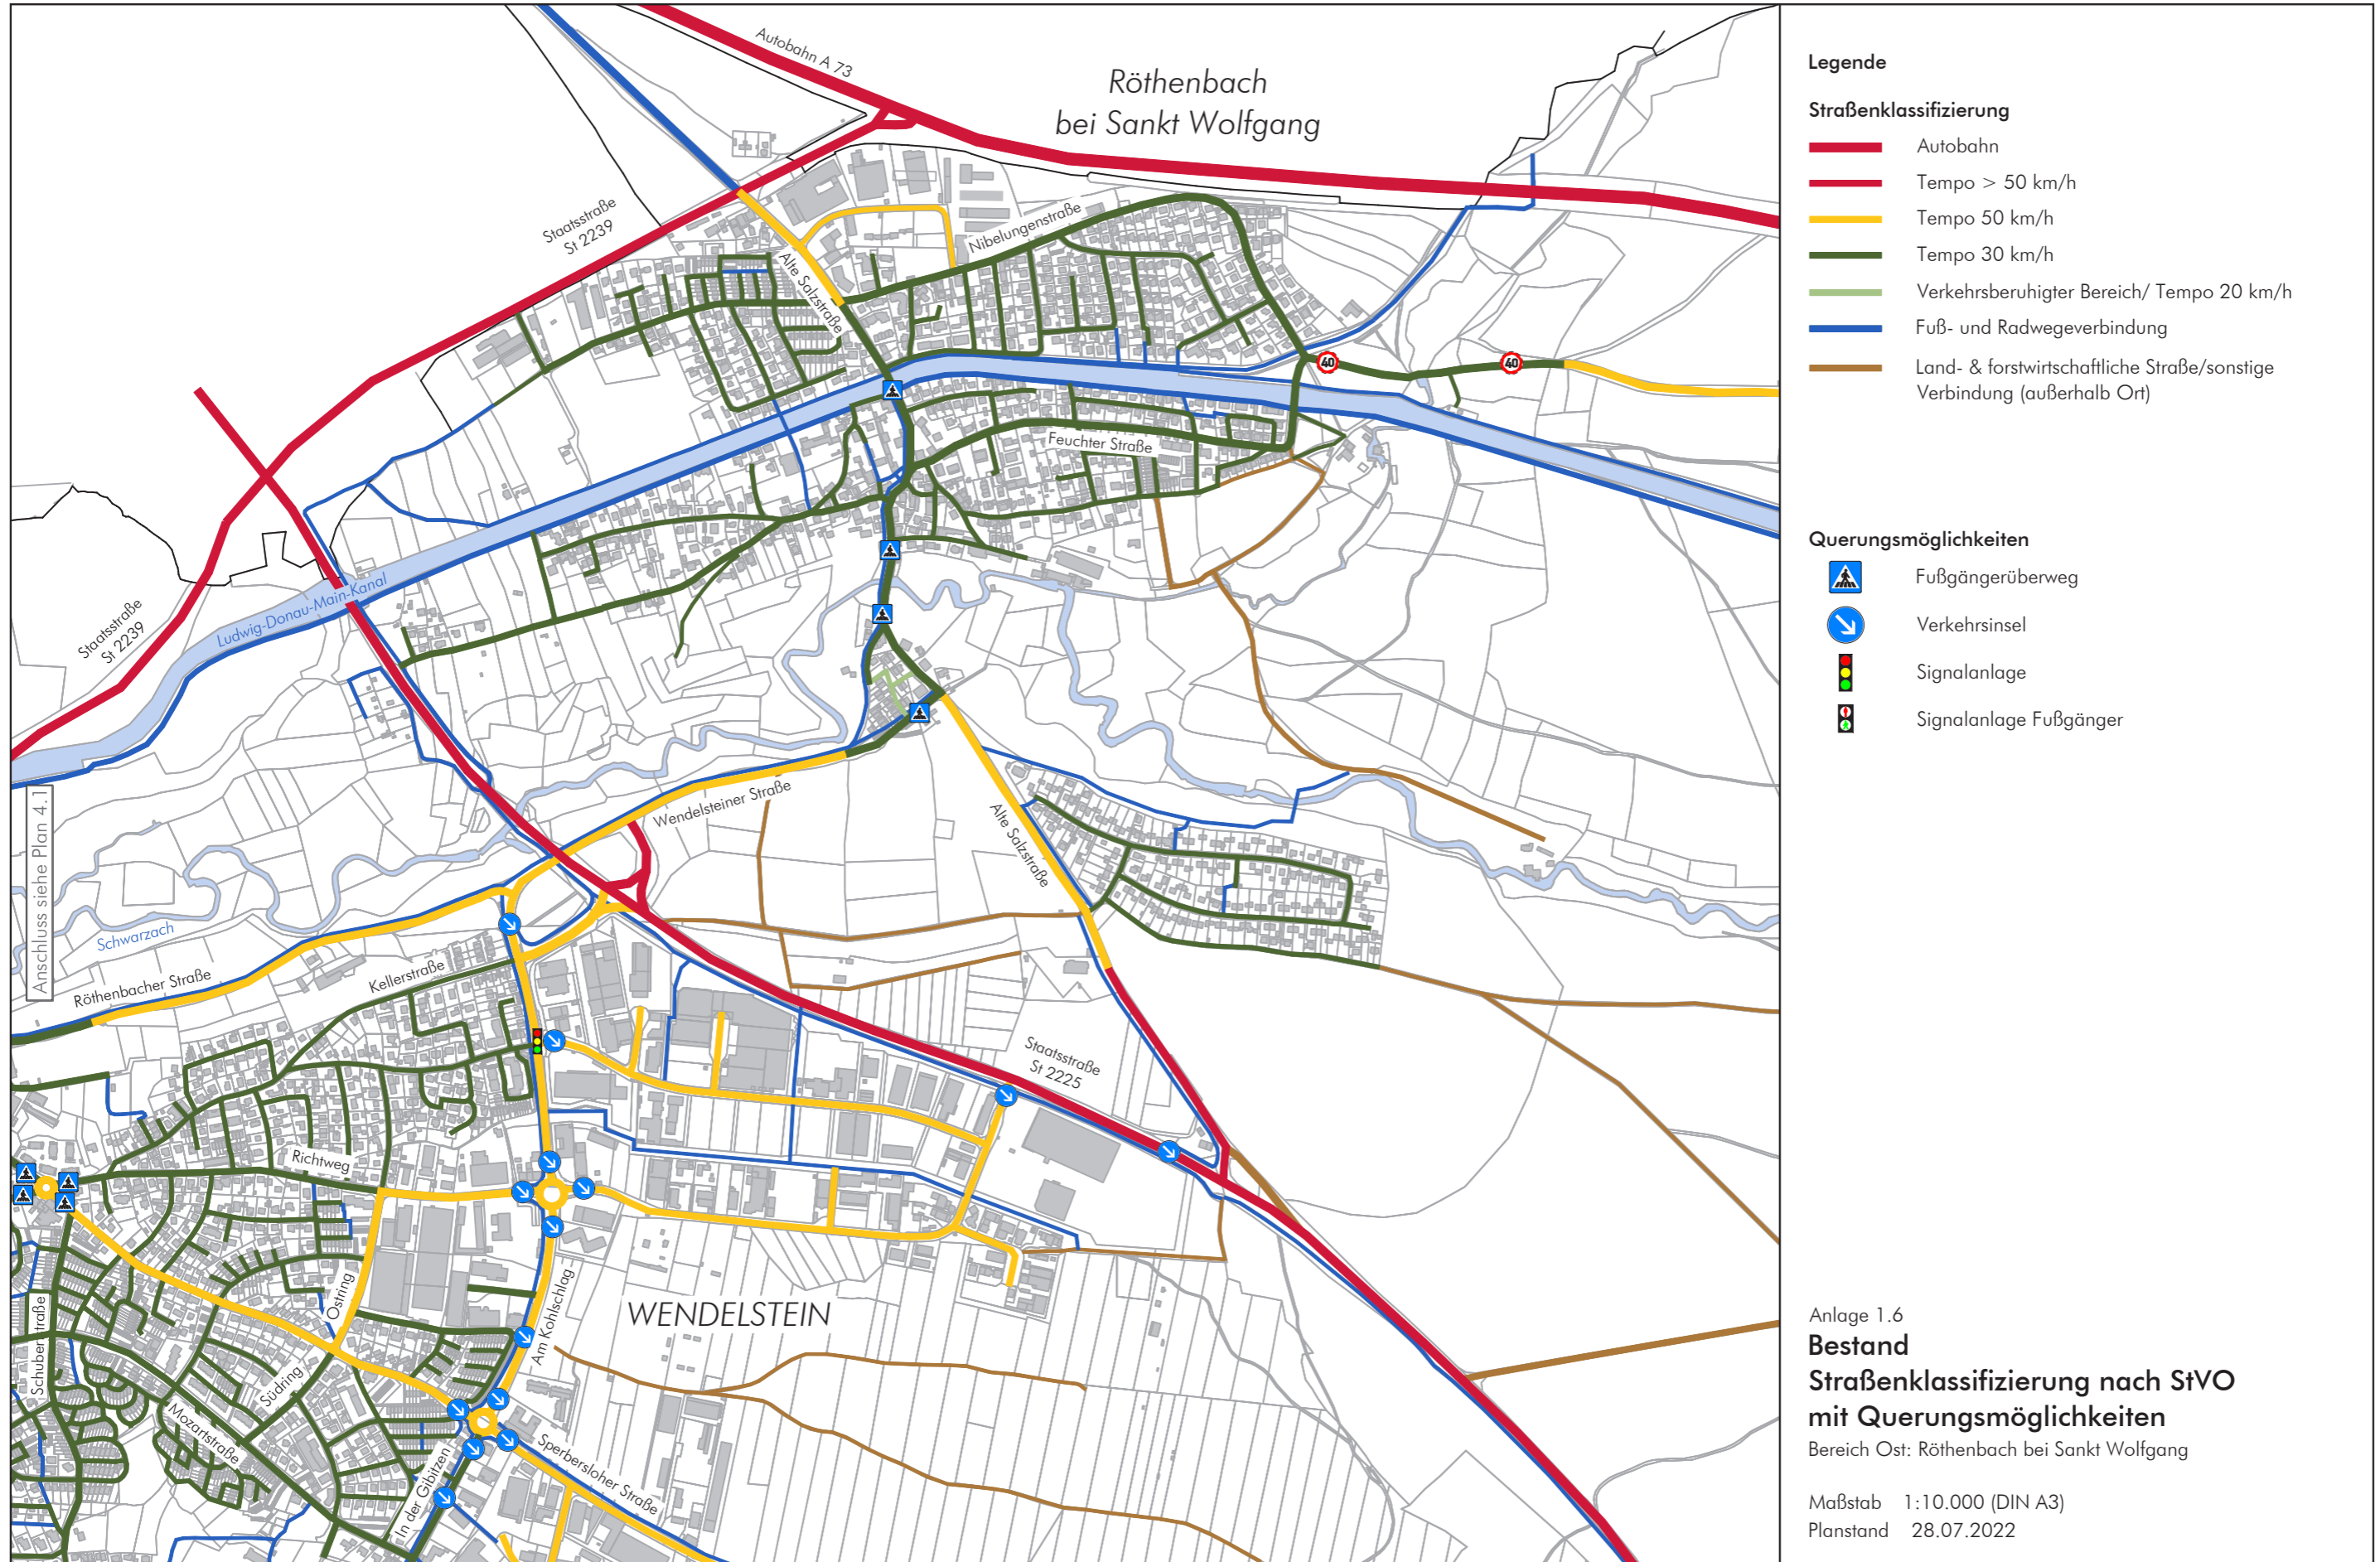 Autobahn A 73
Röthenbach
bei Sankt Wolfgang
Staatsstraße
St 2239
Nibelungenstraße
Alte Salzstraße
40
40
Feuchter Straße
Ludwig-Donau-Main-Kanal
Staatsstraße
St 2239
Wendelsteiner Straße
Alte Salzstraße
Anschluss siehe Plan 4.1
Schwarzach
Röthenbacher Straße
Kellerstraße
Staatsstraße
St 2225
Richtweg
Ostring
Am Kohlschlag
WENDELSTEIN
Schuberstraße
Südring
Mozartstraße
In der Gibitzen
Sperbersloher Straße
Legende
Straßenklassifizierung
Autobahn
Tempo > 50 km/h
Tempo 50 km/h
Tempo 30 km/h
Verkehrsberuhigter Bereich/ Tempo 20 km/h
Fuß- und Radwegeverbindung
Land- & forstwirtschaftliche Straße/sonstige
Verbindung (außerhalb Ort)
Querungsmöglichkeiten
Fußgängerüberweg
Verkehrsinsel
Signalanlage
Signalanlage Fußgänger
Anlage 1.6
Bestand
Straßenklassifizierung nach StVO
mit Querungsmöglichkeiten
Bereich Ost: Röthenbach bei Sankt Wolfgang
Maßstab 1:10.000 (DIN A3)
Planstand 28.07.2022